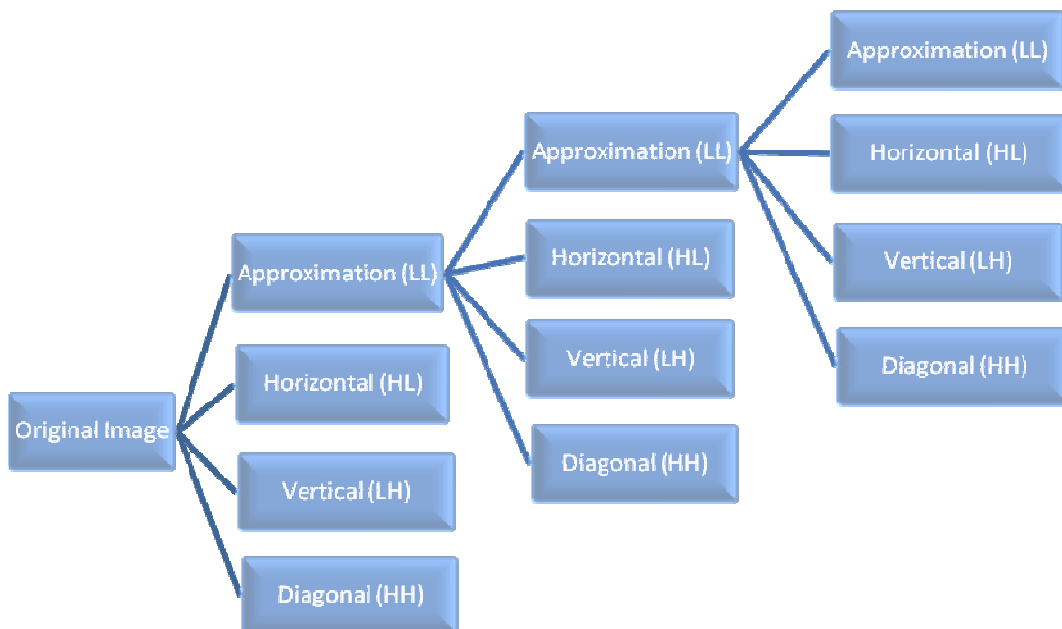 Original Image
Approximation (LL)
Horizontal (HL)
Vertical (LH)
Diagonal (HH)
Approximation (LL)
Horizontal (HL)
Vertical (LH)
Diagonal (HH)
Approximation (LL)
Horizontal (HL)
Vertical (LH)
Diagonal (HH)